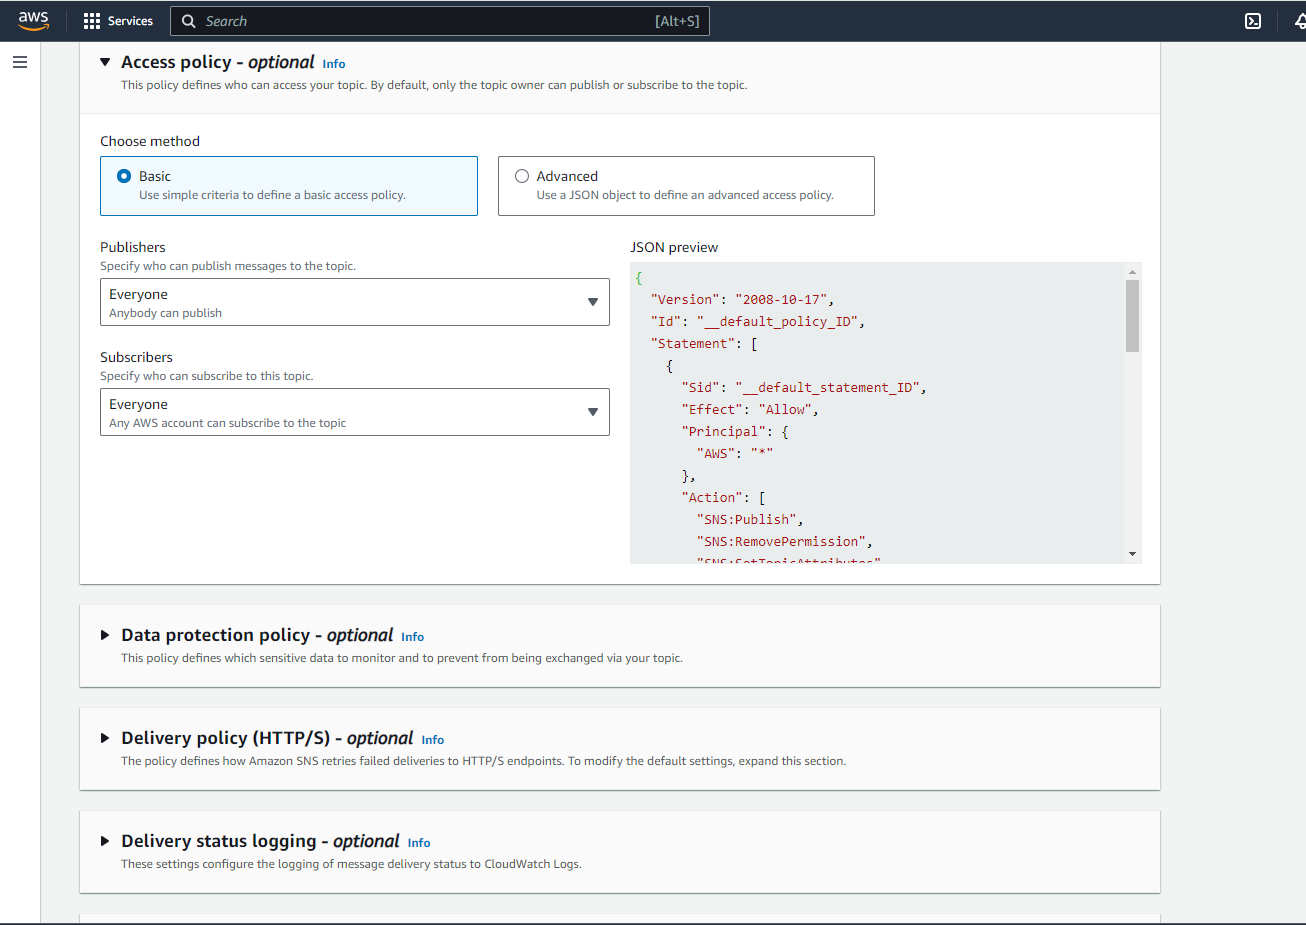 aws
Services
Search
[Alt+S]
Access policy - optional Info
This policy defines who can access your topic. By default, only the topic owner can publish or subscribe to the topic.
Choose method
Basic
Use simple criteria to define a basic access policy.
Advanced
Use a JSON object to define an advanced access policy.
Publishers
Specify who can publish messages to the topic.
Everyone
Anybody can publish
Subscribers
Specify who can subscribe to this topic.
Everyone
Any AWS account can subscribe to the topic
JSON preview
{
"Version": "2008-10-17",
"Id": "__default_policy_ID",
"Statement": [
{
"Sid": "__default_statement_ID",
"Effect": "Allow",
"Principal": {
"AWS": "*"
},
"Action": [
"SNS:Publish",
"SNS:RemovePermission",
"SNS:SetTopicAttributes"
Data protection policy - optional Info
This policy defines which sensitive data to monitor and to prevent from being exchanged via your topic.
Delivery policy (HTTP/S) - optional Info
The policy defines how Amazon SNS retries failed deliveries to HTTP/S endpoints. To modify the default settings, expand this section.
Delivery status logging - optional Info
These settings configure the logging of message delivery status to CloudWatch Logs.